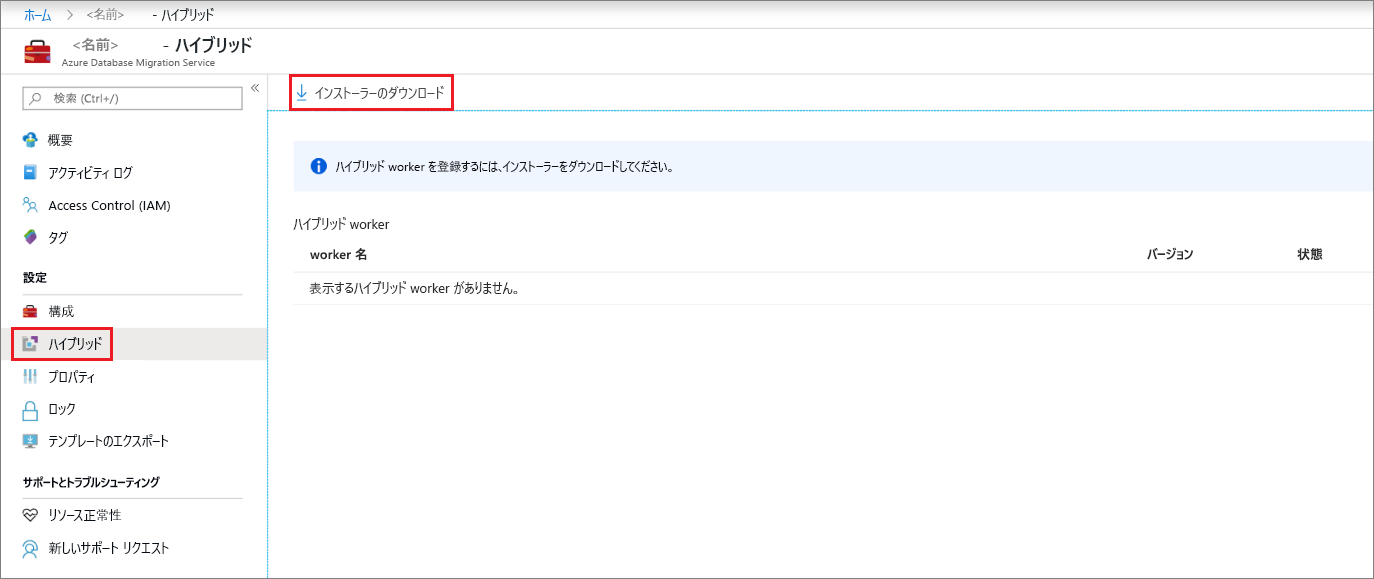 ホーム > <名前> - ハイブリッド
<名前> - ハイブリッド
Azure Database Migration Service
検索 (Ctrl+/)
«
インストーラーのダウンロード
概要
アクティビティ ログ
Access Control (IAM)
タグ
設定
構成
ハイブリッド
プロパティ
ロック
テンプレートのエクスポート
サポートとトラブルシューティング
リソース正常性
新しいサポート リクエスト
ハイブリッド worker を登録するには、インストーラーをダウンロードしてください。
ハイブリッド worker
worker 名 バージョン 状態
表示するハイブリッド worker がありません。